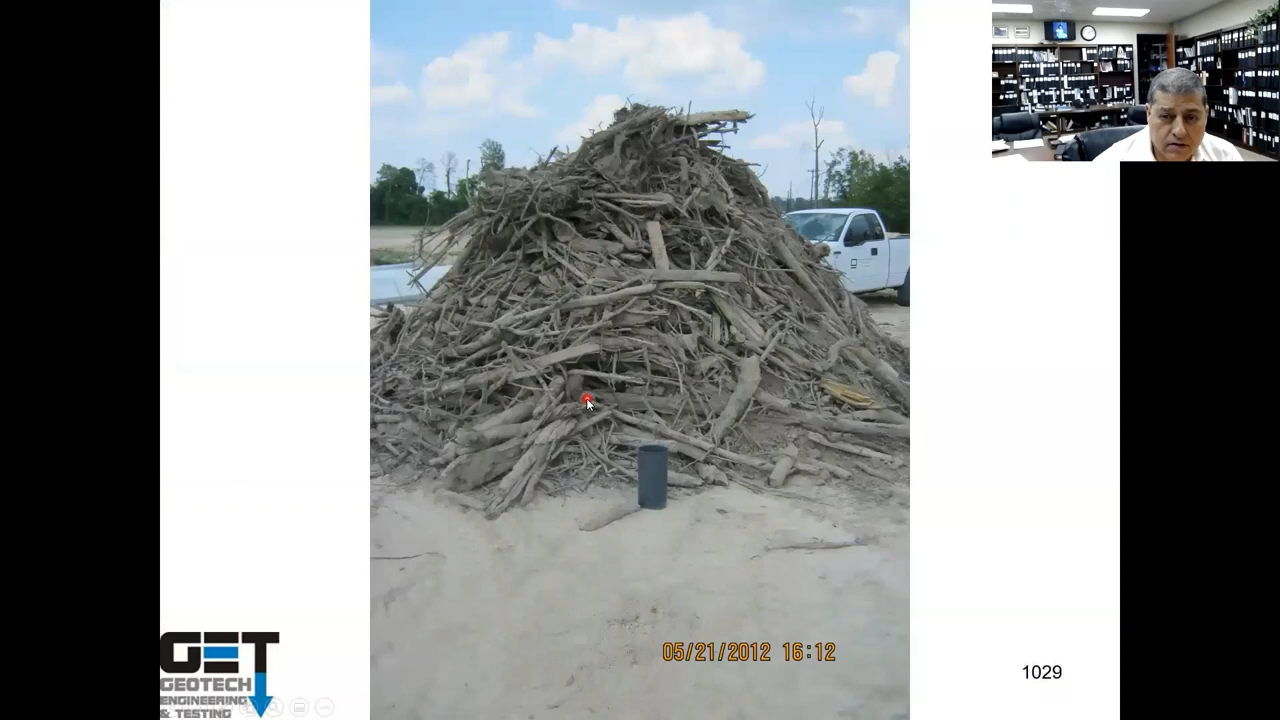 05/21/2012 16:12
1029
GET
GEOTECH
ENGINEERING
& TESTING